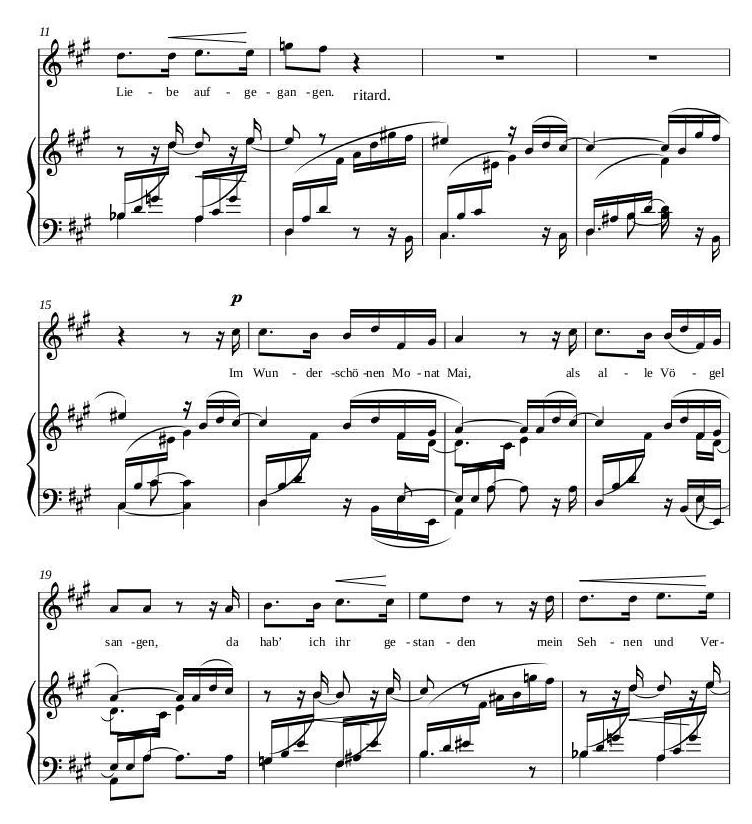 11
Lie - be auf - ge - gan - gen. ritard.
15
p
Im Wun - der -schö -nen Mo - nat Mai, als al - le Vö - gel
19
san - gen, da hab' ich ihr ge - stan - den mein Seh - nen und Ver-